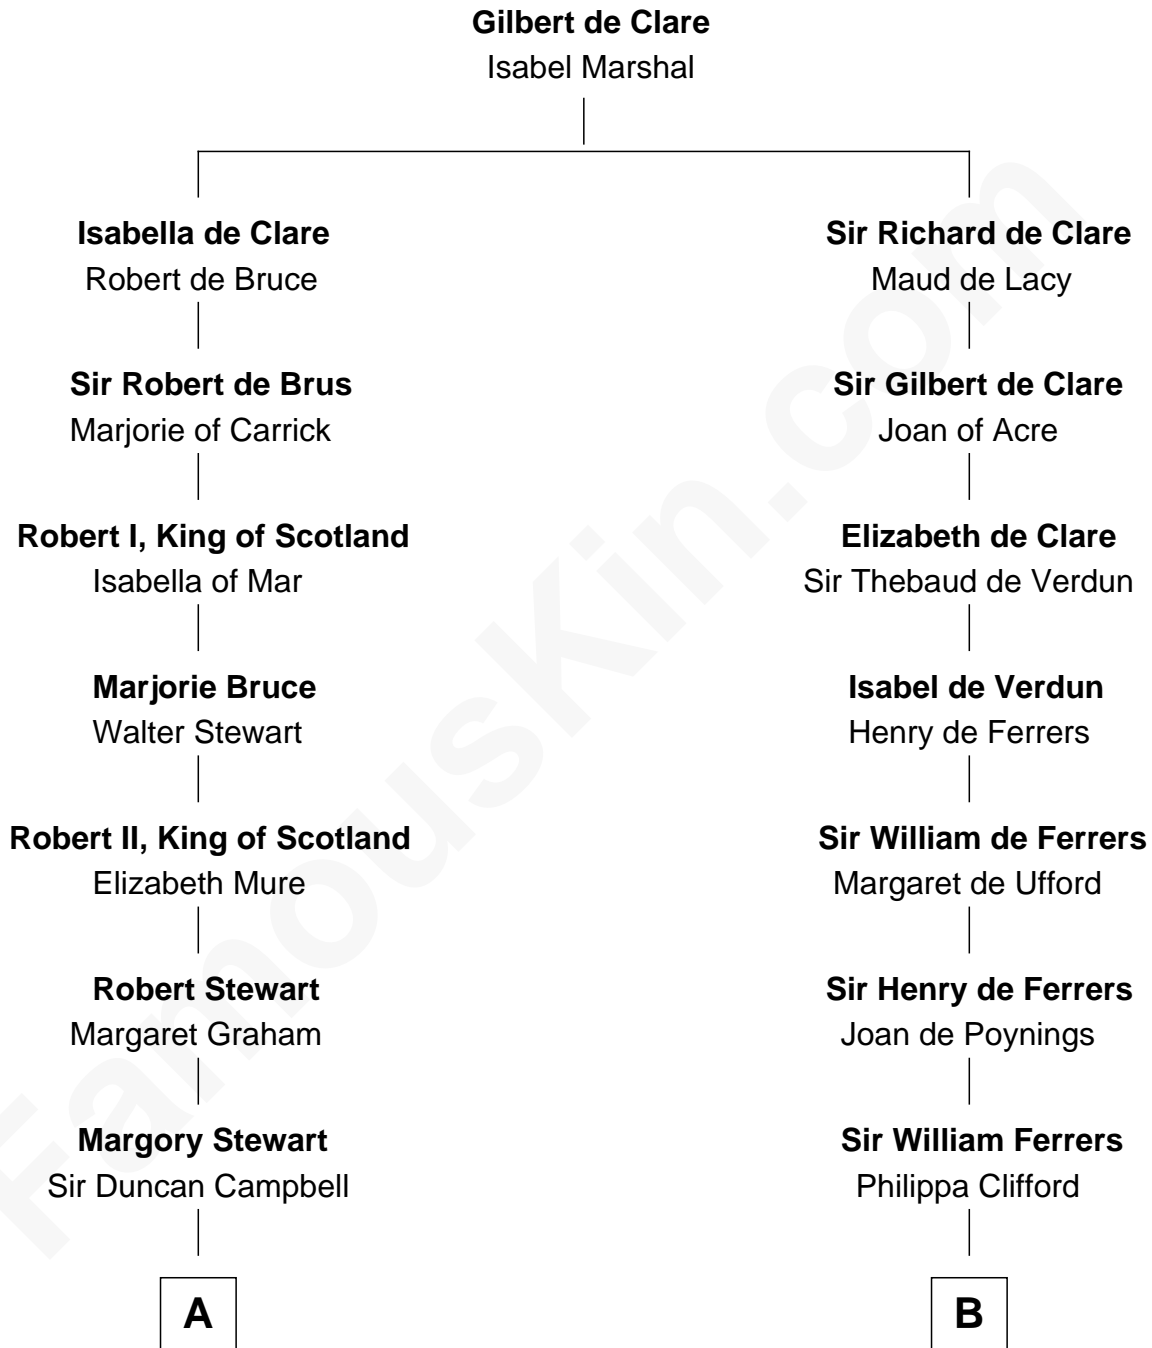 Gilbert de Clare
Isabel Marshal
Isabella de Clare
Robert de Bruce
Sir Richard de Clare
Maud de Lacy
Sir Robert de Brus
Marjorie of Carrick
Sir Gilbert de Clare
Joan of Acre
Robert I, King of Scotland
Isabella of Mar
Elizabeth de Clare
Sir Thebaud de Verdun
Marjorie Bruce
Walter Stewart
Isabel de Verdun
Henry de Ferrers
Robert II, King of Scotland
Elizabeth Mure
Sir William de Ferrers
Margaret de Ufford
Robert Stewart
Margaret Graham
Sir Henry de Ferrers
Joan de Poynings
Margory Stewart
Sir Duncan Campbell
Sir William Ferrers
Philippa Clifford
A
B
FamousKin.com